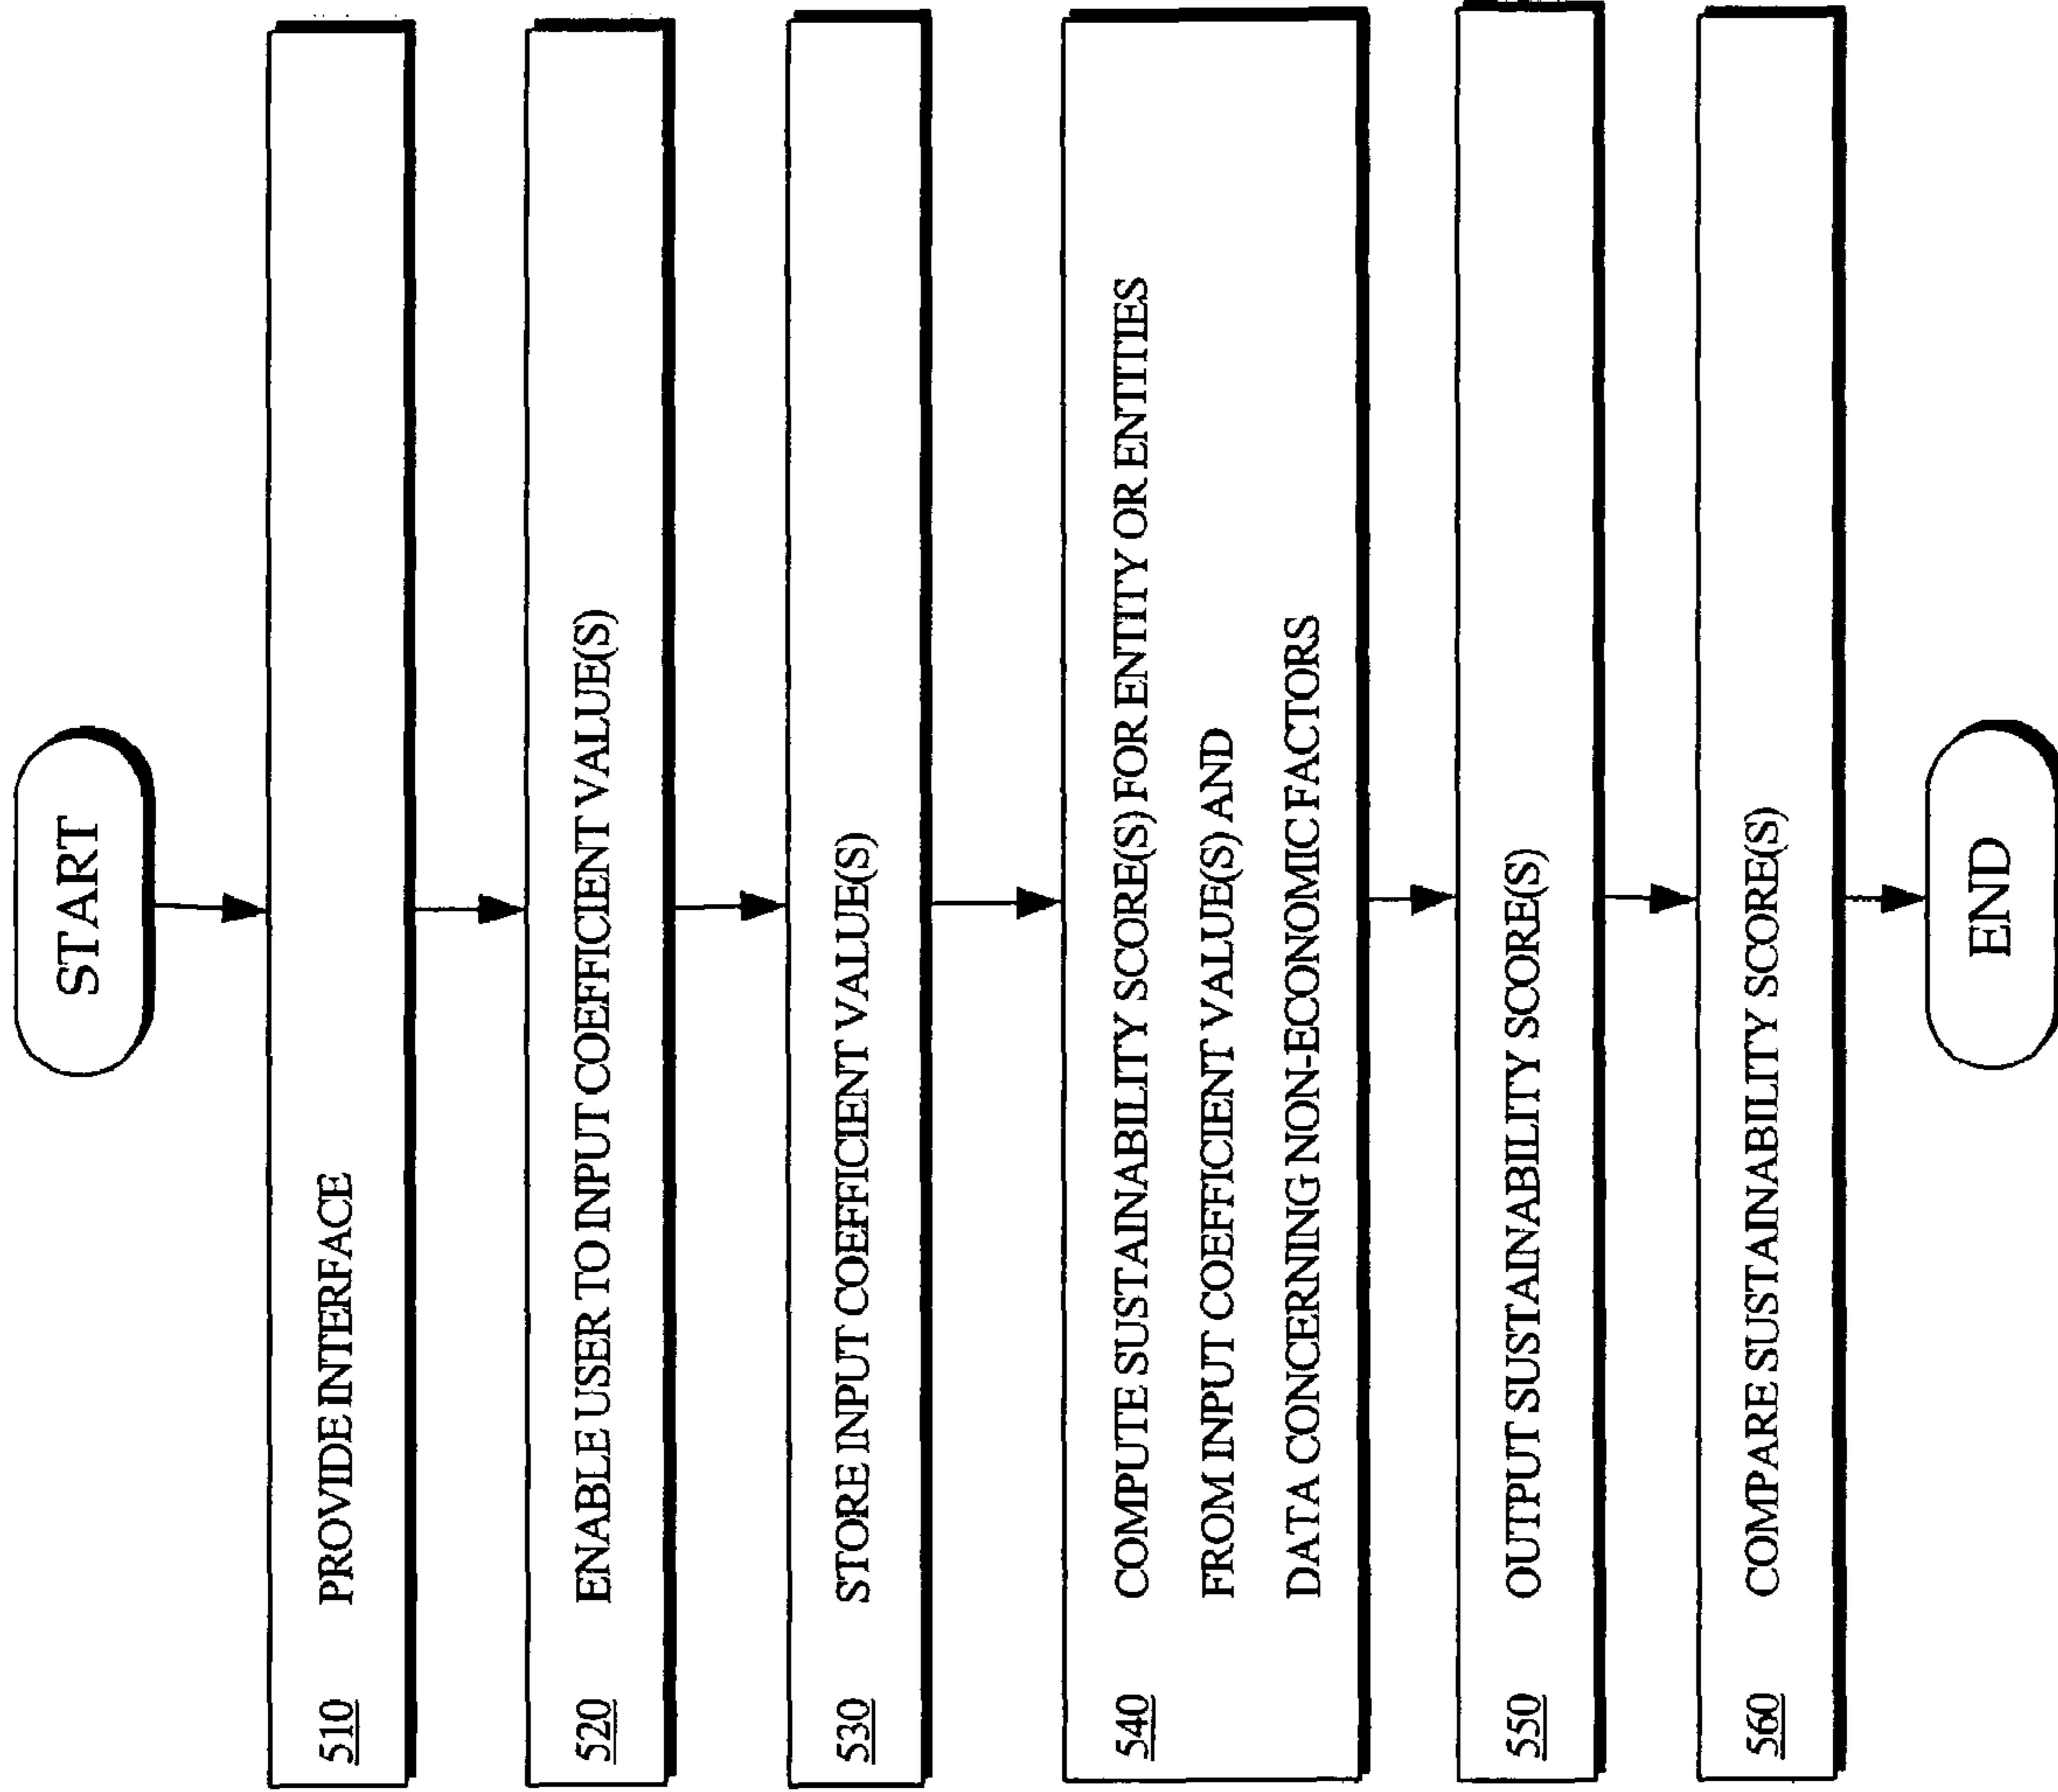 START
510 PROVIDE INTERFACE
520 ENABLE USER TO INPUT COEFFICIENT VALUE(S)
530 STORE INPUT COEFFICIENT VALUE(S)
540 COMPUTE SUSTAINABILITY SCORE(S) FOR ENTITY OR ENTITIES
FROM INPUT COEFFICIENT VALUE(S) AND
DATA CONCERNING NON-ECONOMIC FACTORS
550 OUTPUT SUSTAINABILITY SCORE(S)
560 COMPARE SUSTAINABILITY SCORE(S)
END